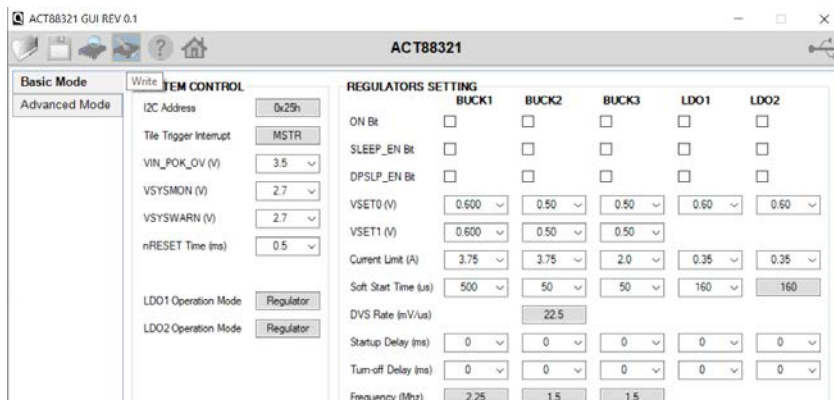 ACT88321 GUI REV 0.1
ACT88321
Basic Mode
Advanced Mode
Write
TEM CONTROL
I2C Address 0x25h
Tile Trigger Interrupt MSTR
VIN_POK_OV (V) 3.5
VSYSMON (V) 2.7
VSYSWARN (V) 2.7
nRESET Time (ms) 0.5
LDO1 Operation Mode Regulator
LDO2 Operation Mode Regulator
REGULATORS SETTING
BUCK1 BUCK2 BUCK3 LDO1 LDO2
ON Bit
SLEEP_EN Bit
DPSLP_EN Bit
VSET0 (V) 0.600 0.50 0.50 0.60 0.60
VSET1 (V) 0.600 0.50 0.50
Current Limit (A) 3.75 3.75 2.0 0.35 0.35
Soft Start Time (us) 500 50 50 160 160
DVS Rate (mV/us) 22.5
Startup Delay (ms) 0 0 0 0 0
Turn-off Delay (ms) 0 0 0 0 0
Frequency (Mhz) 2.25 1.5 1.5